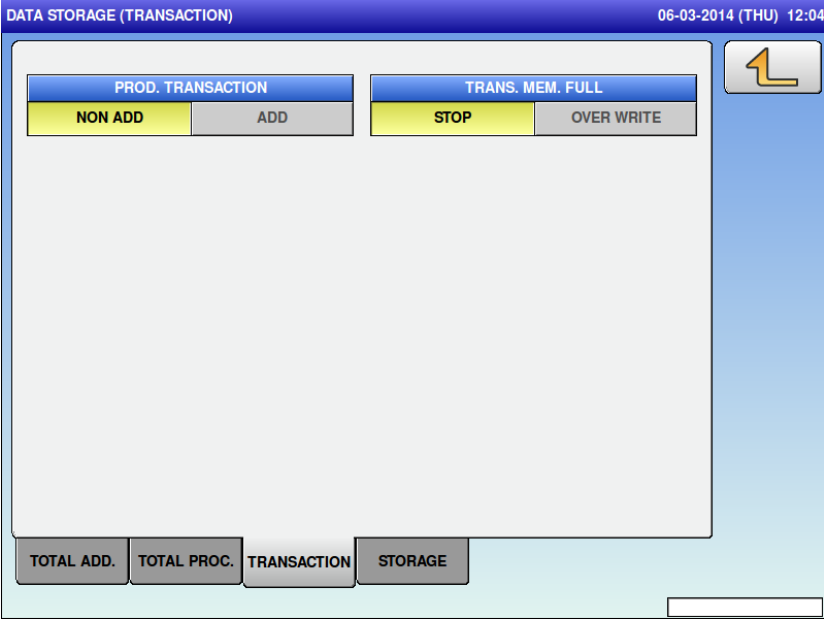 DATA STORAGE (TRANSACTION) 06-03-2014 (THU) 12:04
PROD. TRANSACTION TRANS. MEM. FULL
NON ADD ADD STOP OVER WRITE
TOTAL ADD. TOTAL PROC. TRANSACTION STORAGE